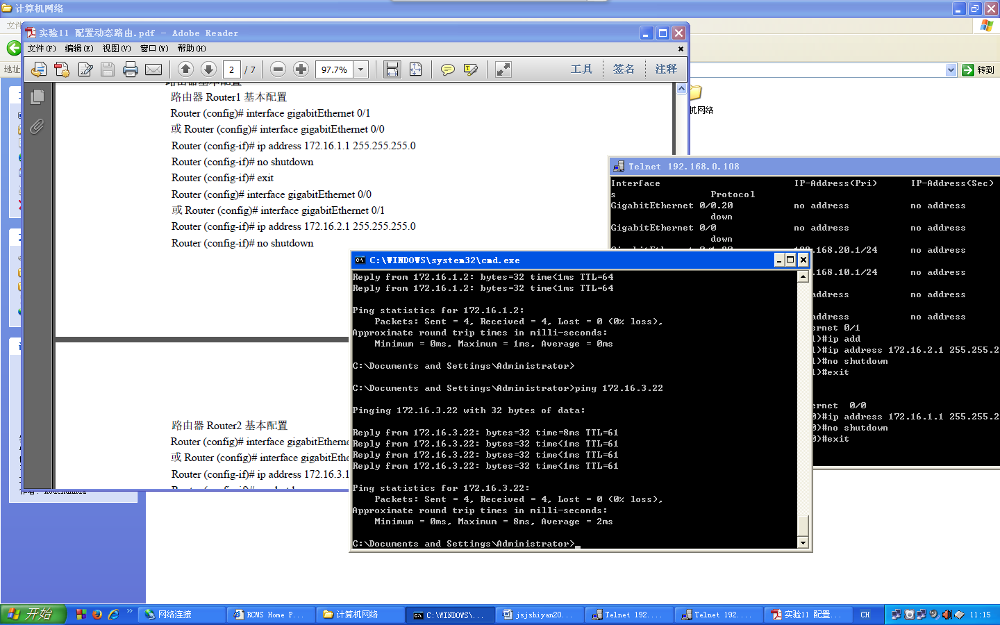 计算机网络
文件
地址
转到
机网络
实验11 配置动态路由.pdf - Adobe Reader
文件(F) 编辑(E) 视图(V) 窗口(W) 帮助(H)
2 / 7 97.7% 工具 签名 注释
路由器基本配置
路由器 Router1 基本配置
Router (config)# interface gigabitEthernet 0/1
或 Router (config)# interface gigabitEthernet 0/0
Router (config-if)# ip address 172.16.1.1 255.255.255.0
Router (config-if)# no shutdown
Router (config-if)# exit
Router (config)# interface gigabitEthernet 0/0
或 Router (config)# interface gigabitEthernet 0/1
Router (config-if)# ip address 172.16.2.1 255.255.255.0
Router (config-if)# no shutdown
路由器 Router2 基本配置
Router (config)# interface gigabitEtherne
或 Router (config)# interface gigabitEthe
Router (config-if)# ip address 172.16.3.1
Telnet 192.168.0.108
Interface IP-Address(Pri) IP-Address(Sec)
s Protocol
GigabitEthernet 0/0.20 no address no address
down
GigabitEthernet 0/0 no address no address
down
.168.20.1/24 no address
.168.10.1/24 no address
address no address
address no address
ernet 0/1
1)#ip add
1)#ip address 172.16.2.1 255.255.2
1)#no shutdown
1)#exit
ernet 0/0
0)#ip address 172.16.1.1 255.255.2
0)#no shutdown
0)#exit
C:\WINDOWS\system32\cmd.exe
Reply from 172.16.1.2: bytes=32 time<1ms TTL=64
Reply from 172.16.1.2: bytes=32 time<1ms TTL=64
Ping statistics for 172.16.1.2:
Packets: Sent = 4, Received = 4, Lost = 0 (0% loss),
Approximate round trip times in milli-seconds:
Minimum = 0ms, Maximum = 1ms, Average = 0ms
C:\Documents and Settings\Administrator>
C:\Documents and Settings\Administrator>ping 172.16.3.22
Pinging 172.16.3.22 with 32 bytes of data:
Reply from 172.16.3.22: bytes=32 time=8ms TTL=61
Reply from 172.16.3.22: bytes=32 time<1ms TTL=61
Reply from 172.16.3.22: bytes=32 time<1ms TTL=61
Reply from 172.16.3.22: bytes=32 time<1ms TTL=61
Ping statistics for 172.16.3.22:
Packets: Sent = 4, Received = 4, Lost = 0 (0% loss),
Approximate round trip times in milli-seconds:
Minimum = 0ms, Maximum = 8ms, Average = 2ms
C:\Documents and Settings\Administrator>_
开始 » 网络连接 RCMS Home P... 计算机网络 C:\WINDOWS\... jsjshiyan20... Telnet 192.... Telnet 192.... 实验11 配置... CH 11:15